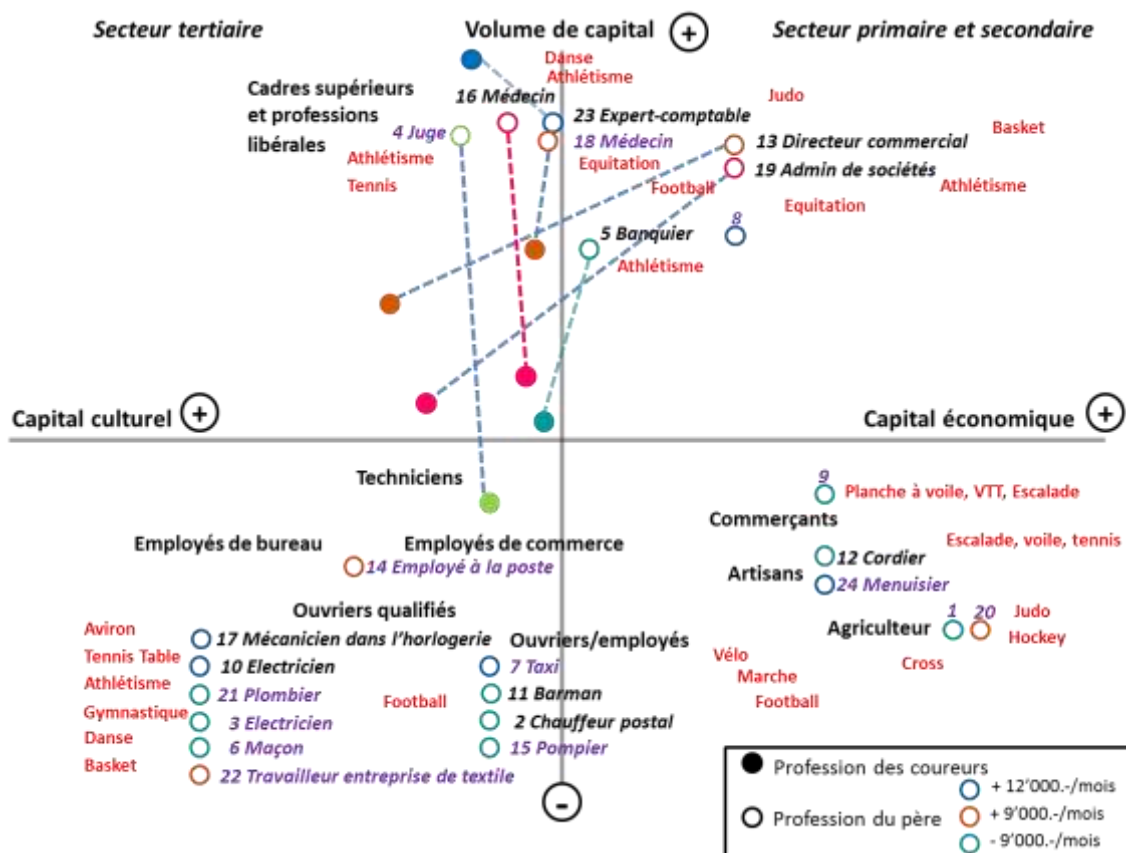 Secteur tertiaire
Volume de capital +
Secteur primaire et secondaire
Danse
Athlétisme
Cadres supérieurs
et professions
libérales
16 Médecin
Judo
23 Expert-comptable
4 Juge
18 Médecin
Basket
13 Directeur commercial
Athlétisme
Tennis
Equitation
Football
19 Admin de sociétés
Athlétisme
Equitation
8
5 Banquier
Athlétisme
Capital culturel +
Capital économique +
Techniciens
9
Planche à voile, VTT, Escalade
Commerçants
Employés de bureau
Employés de commerce
Escalade, voile, tennis
14 Employé à la poste
12 Cordier
Artisans
24 Menuisier
Ouvriers qualifiés
1
20
Judo
Hockey
Agriculteur
Aviron
17 Mécanicien dans l'horlogerie
Ouvriers/employés
Tennis Table
10 Electricien
7 Taxi
Vélo
Cross
Marche
Athlétisme
21 Plombier
Football
11 Barman
Football
Gymnastique
3 Electricien
2 Chauffeur postal
Danse
6 Maçon
15 Pompier
Basket
22 Travailleur entreprise de textile
-
Profession des coureurs
+ 12'000.-/mois
Profession du père
+ 9'000.-/mois
- 9'000.-/mois